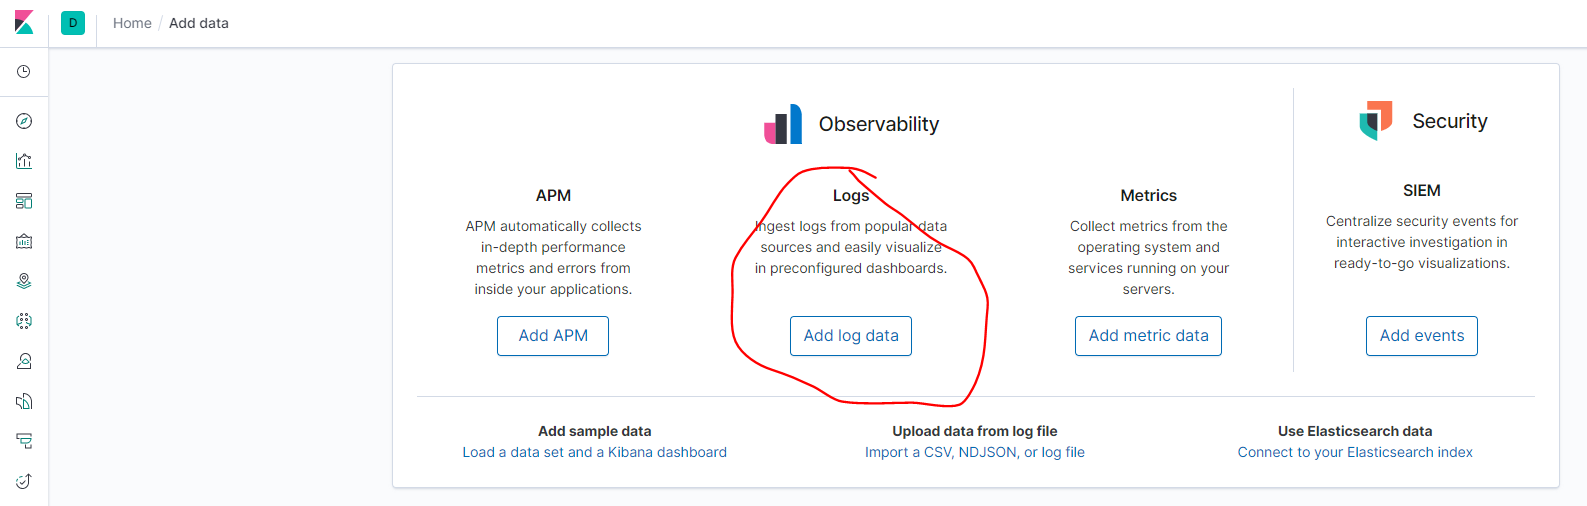 D
Home / Add data
Observability
Security
APM
APM automatically collects
in-depth performance
metrics and errors from
inside your applications.
Add APM
Logs
Ingest logs from popular data
sources and easily visualize
in preconfigured dashboards.
Add log data
Metrics
Collect metrics from the
operating system and
services running on your
servers.
Add metric data
SIEM
Centralize security events for
interactive investigation in
ready-to-go visualizations.
Add events
Add sample data
Load a data set and a Kibana dashboard
Upload data from log file
Import a CSV, NDJSON, or log file
Use Elasticsearch data
Connect to your Elasticsearch index